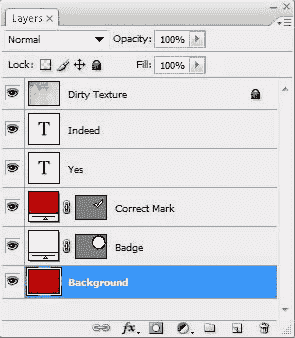 Layers ×
Normal Opacity: 100%
Lock: Fill: 100%
Dirty Texture
T Indeed
T Yes
Correct Mark
Badge
Background
fx.